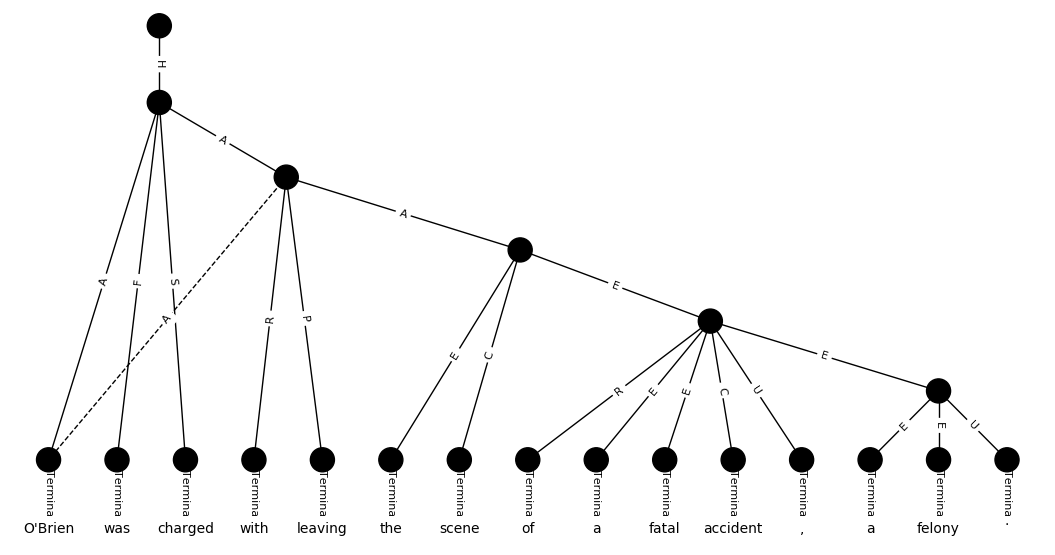 H
A
A
A
F
S
A
R
P
E
E
C
E
R
E
E
C
U
E
E
U
Termina Termina Termina Termina Termina Termina Termina Termina Termina Termina Termina Termina Termina Termina Termina
O'Brien was charged with leaving the scene of a fatal accident , a felony .